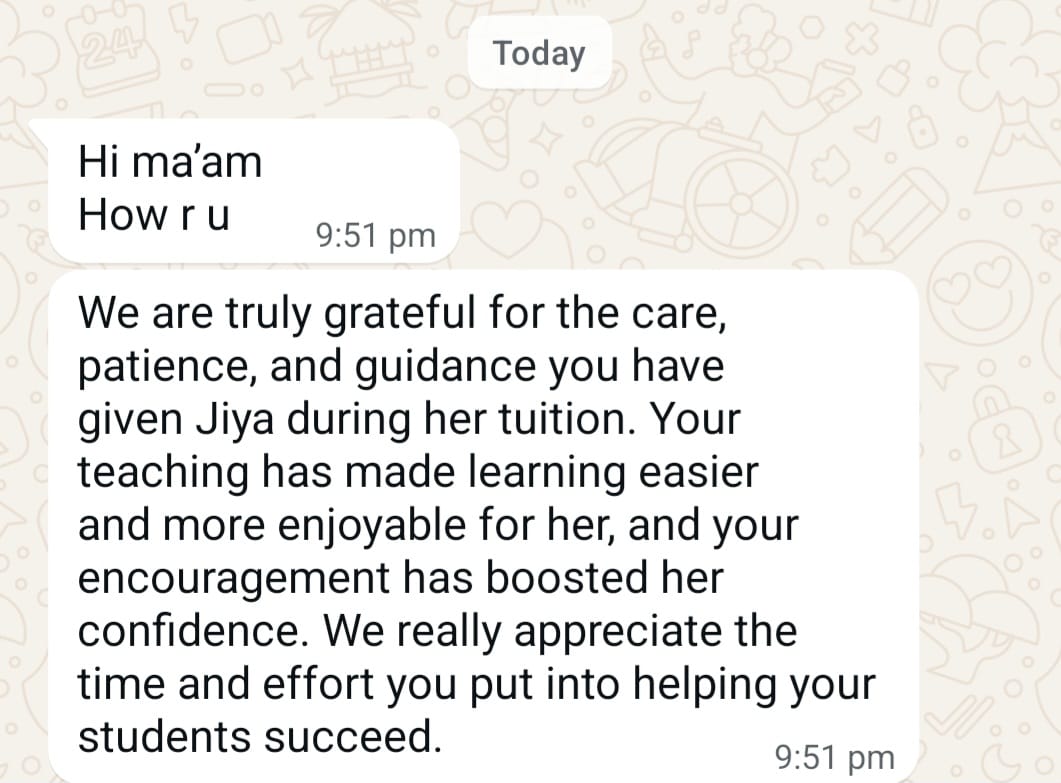 Today
Hi ma'am
How r u
9:51 pm
We are truly grateful for the care,
patience, and guidance you have
given Jiya during her tuition. Your
teaching has made learning easier
and more enjoyable for her, and your
encouragement has boosted her
confidence. We really appreciate the
time and effort you put into helping your
students succeed.
9:51 pm